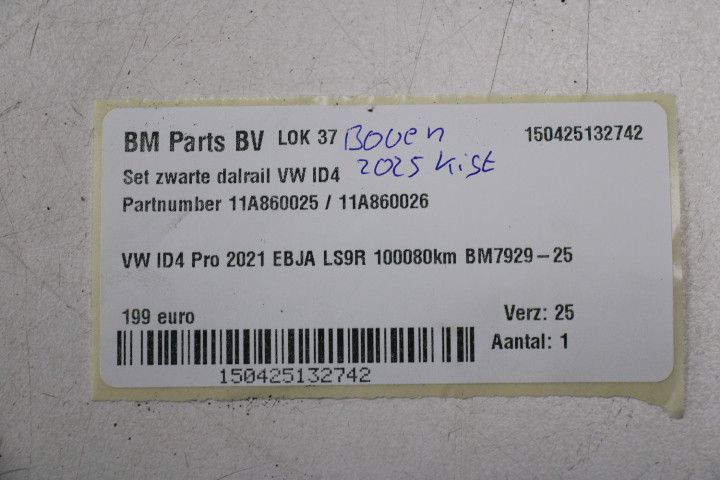 BM Parts BV LOK 37 Boven 150425132742
2025 kist
Set zwarte dalrail VW ID4
Partnumber 11A860025 / 11A860026
VW ID4 Pro 2021 EBJA LS9R 100080km BM7929-25
199 euro Verz: 25
Aantal: 1
150425132742